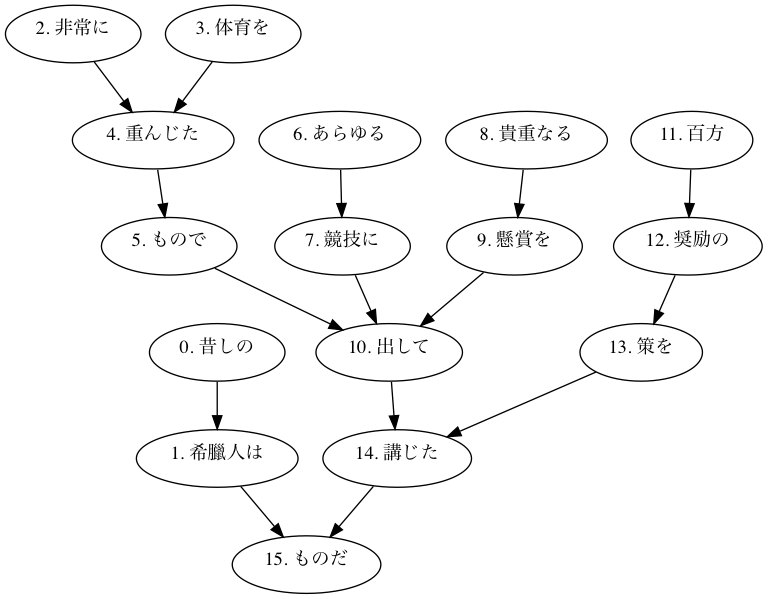 2. 非常に
3. 体育を
4. 重んじた
6. あらゆる
8. 貴重なる
11. 百方
5. もので
7. 競技に
9. 懸賞を
12. 奨励の
0. 昔しの
10. 出して
13. 策を
1. 希臘人は
14. 講じた
15. ものだ